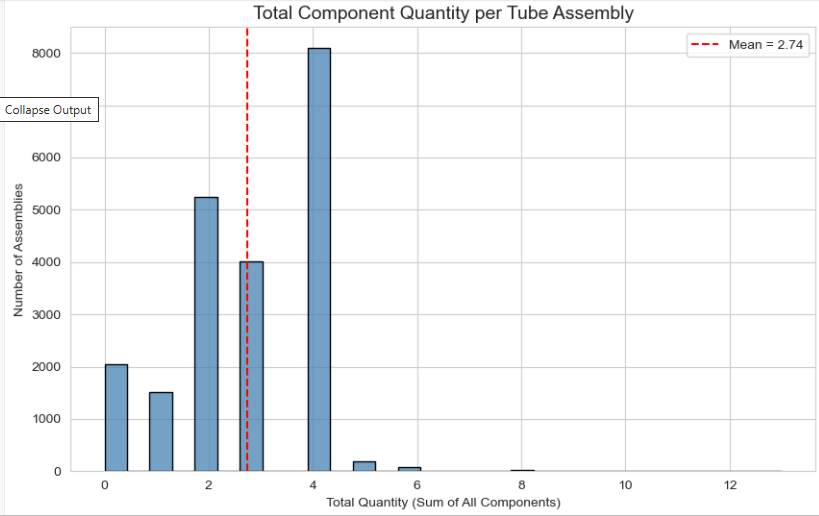 Total Component Quantity per Tube Assembly
Mean = 2.74
8000
Collapse Output
6000
5000
4000
3000
2000
1000
0
Number of Assemblies
0 2 4 6 8 10 12
Total Quantity (Sum of All Components)